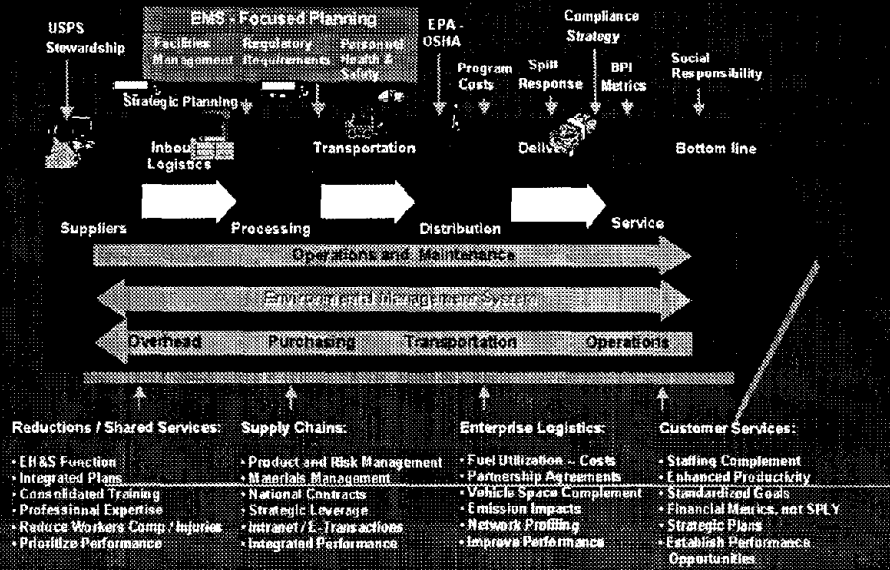 USPS
Stewardship
EMS - Focused Planning
Facilities
Management
Regulatory
Requirements
Personnel
Health &
Safety
EPA -
OSHA
Compliance
Strategy
Program
Costs
Spill
Response
BPI
Metrics
Social
Responsibility
Strategic Planning
Inbou
Logistics
Transportation
Deliver
Bottom line
Suppliers
Processing
Distribution
Service
Operations and Maintenance
Environmental Management System
Overhead
Purchasing
Transportation
Operations
Reductions / Shared Services:
• EH&S Function
• Integrated Plans
• Consolidated Training
• Professional Expertise
• Reduce Workers Comp / Injuries
• Prioritize Performance
Supply Chains:
• Product and Risk Management
• Materials Management
• National Contracts
• Strategic Leverage
• Intranet / E-Transactions
• Integrated Performance
Enterprise Logistics:
• Fuel Utilization – Costs
• Partnership Agreements
• Vehicle Space Complement
• Emission Impacts
• Network Profiling
• Improve Performance
Customer Services:
• Staffing Complement
• Enhanced Productivity
• Standardized Goals
• Financial Metrics, not SPLY
• Strategic Plans
• Establish Performance
Opportunities